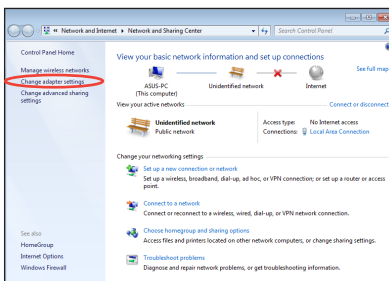 « Network and Internet ▸ Network and Sharing Center
Search Control Panel
Control Panel Home
Manage wireless networks
Change adapter settings
Change advanced sharing
settings
View your basic network information and set up connections
See full map
ASUS-PC
(This computer)
Unidentified network
Internet
View your active networks
Connect or disconnect
Unidentified network
Public network
Access type: No Internet access
Connections: Local Area Connection
Change your networking settings
Set up a new connection or network
Set up a wireless, broadband, dial-up, ad hoc, or VPN connection; or set up a router or access
point.
Connect to a network
Connect or reconnect to a wireless, wired, dial-up, or VPN network connection.
Choose homegroup and sharing options
Access files and printers located on other network computers, or change sharing settings.
Troubleshoot problems
Diagnose and repair network problems, or get troubleshooting information.
See also
HomeGroup
Internet Options
Windows Firewall